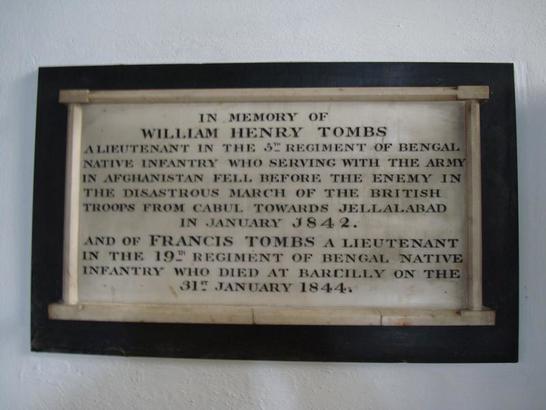 IN MEMORY OF
WILLIAM HENRY TOMBS
A LIEUTENANT IN THE 5TH REGIMENT OF BENGAL
NATIVE INFANTRY WHO SERVING WITH THE ARMY
IN AFGHANISTAN FELL BEFORE THE ENEMY IN
THE DISASTROUS MARCH OF THE BRITISH
TROOPS FROM CABUL TOWARDS JELLALABAD
IN JANUARY 1842.
AND OF FRANCIS TOMBS A LIEUTENANT
IN THE 19TH REGIMENT OF BENGAL NATIVE
INFANTRY WHO DIED AT BARCILLY ON THE
31ST JANUARY 1844.